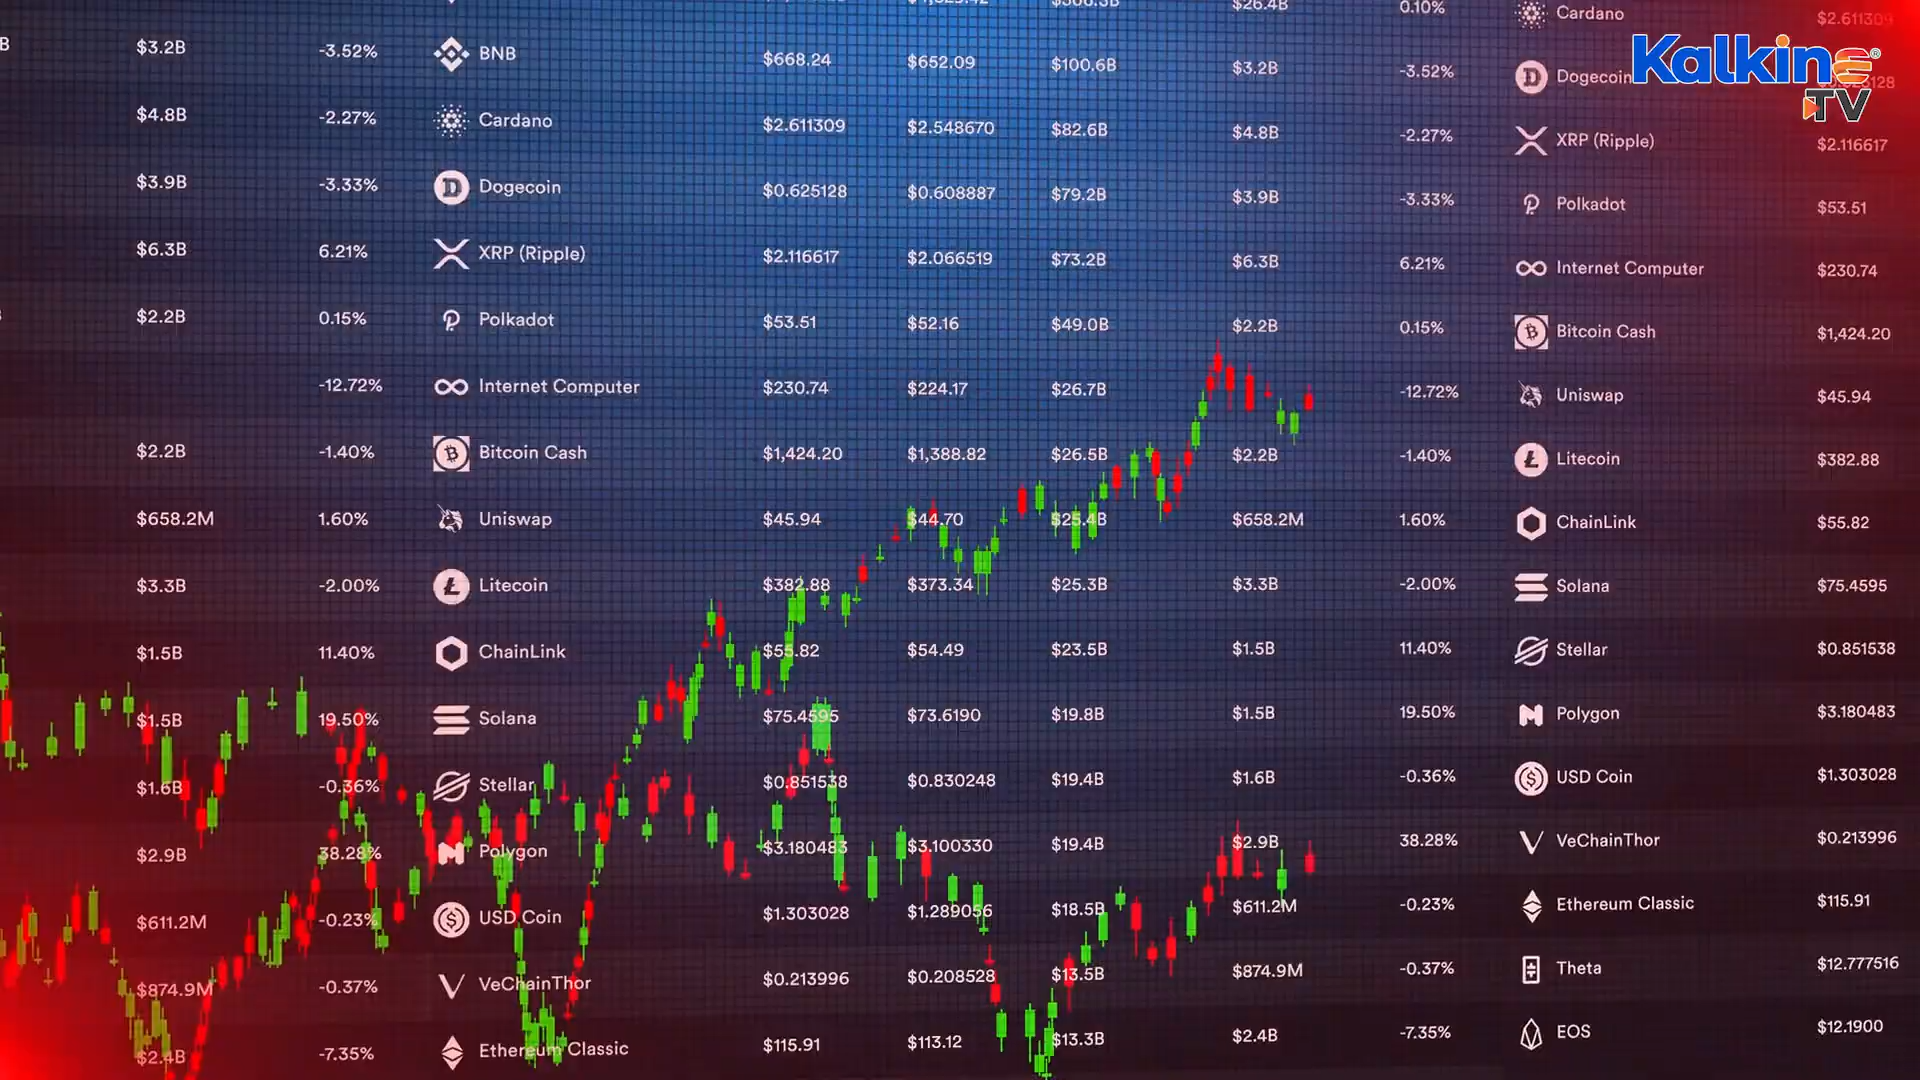 $26.4B 0.10% Cardano $2.611309
$3.2B -3.52% BNB $668.24 $652.09 $100.6B $3.2B -3.52% Dogecoin
Kalkine®
TV
$4.8B -2.27% Cardano $2.611309 $2.548670 $82.6B $4.8B -2.27% XRP (Ripple) $2.116617
$3.9B -3.33% Dogecoin $0.625128 $0.608887 $79.2B $3.9B -3.33% Polkadot $53.51
$6.3B 6.21% XRP (Ripple) $2.116617 $2.066519 $73.2B $6.3B 6.21% Internet Computer $230.74
$2.2B 0.15% Polkadot $53.51 $52.16 $49.0B $2.2B 0.15% Bitcoin Cash $1,424.20
-12.72% Internet Computer $230.74 $224.17 $26.7B -12.72% Uniswap $45.94
$2.2B -1.40% Bitcoin Cash $1,424.20 $1,388.82 $26.5B $2.2B -1.40% Litecoin $382.88
$658.2M 1.60% Uniswap $45.94 $44.70 $25.4B $658.2M 1.60% ChainLink $55.82
$3.3B -2.00% Litecoin $382.88 $373.34 $25.3B $3.3B -2.00% Solana $75.4595
$1.5B 11.40% ChainLink $55.82 $54.49 $23.5B $1.5B 11.40% Stellar $0.851538
$1.5B 19.50% Solana $75.4595 $73.6190 $19.8B $1.5B 19.50% Polygon $3.180483
$1.6B -0.36% Stellar $0.851538 $0.830248 $19.4B $1.6B -0.36% USD Coin $1.303028
$2.9B 38.28% Polygon $3.180483 $3.100330 $19.4B $2.9B 38.28% VeChainThor $0.213996
$611.2M -0.23% USD Coin $1.303028 $1.289056 $18.5B $611.2M -0.23% Ethereum Classic $115.91
$874.9M -0.37% VeChainThor $0.213996 $0.208528 $13.5B $874.9M -0.37% Theta $12.777516
$2.4B -7.35% Ethereum Classic $115.91 $113.12 $13.3B $2.4B -7.35% EOS $12.1900